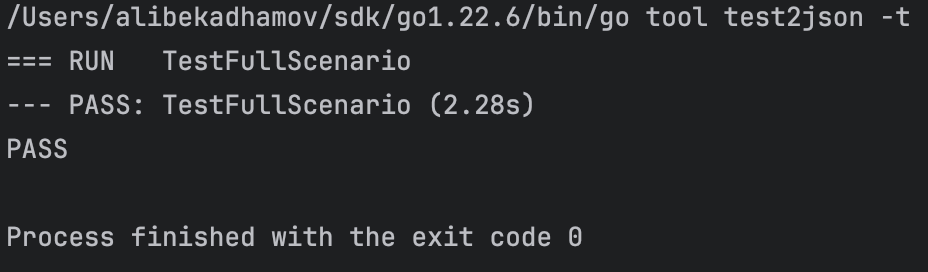 /Users/alibekadhamov/sdk/go1.22.6/bin/go tool test2json -t
=== RUN   TestFullScenario
--- PASS: TestFullScenario (2.28s)
PASS
Process finished with the exit code 0